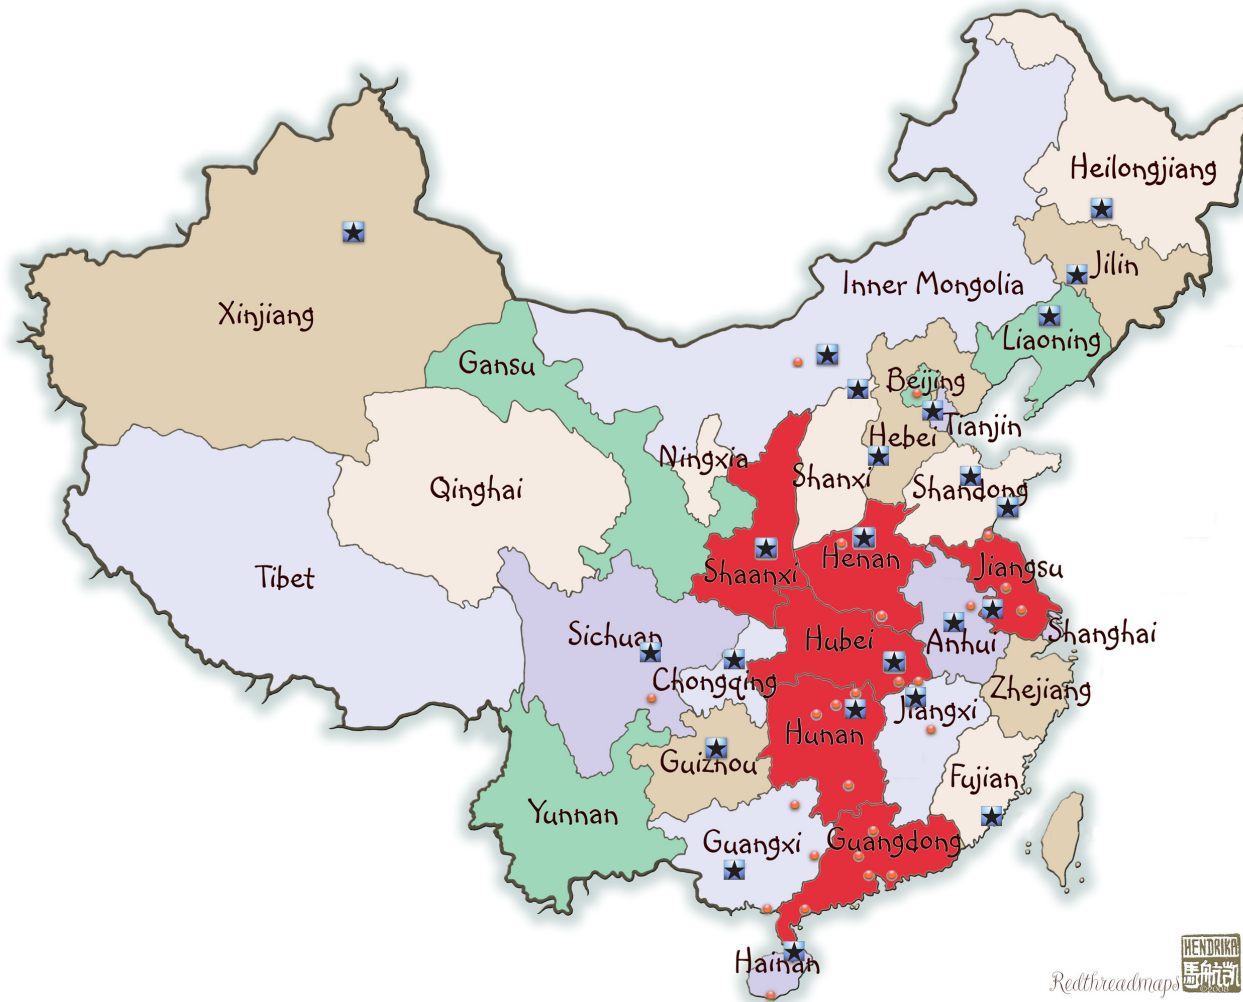 Heilongjiang
Jilin
Inner Mongolia
Xinjiang
Liaoning
Gansu
Beijing
Tianjin
Hebei
Ningxia
Shanxi
Shandong
Qinghai
Henan
Jiangsu
Shaanxi
Tibet
Sichuan
Hubei
Anhui
Shanghai
Chongqing
Zhejiang
Jiangxi
Hunan
Guizhou
Fujian
Yunnan
Guangxi
Guangdong
Hainan
HENDRIKA
Redthreadmaps